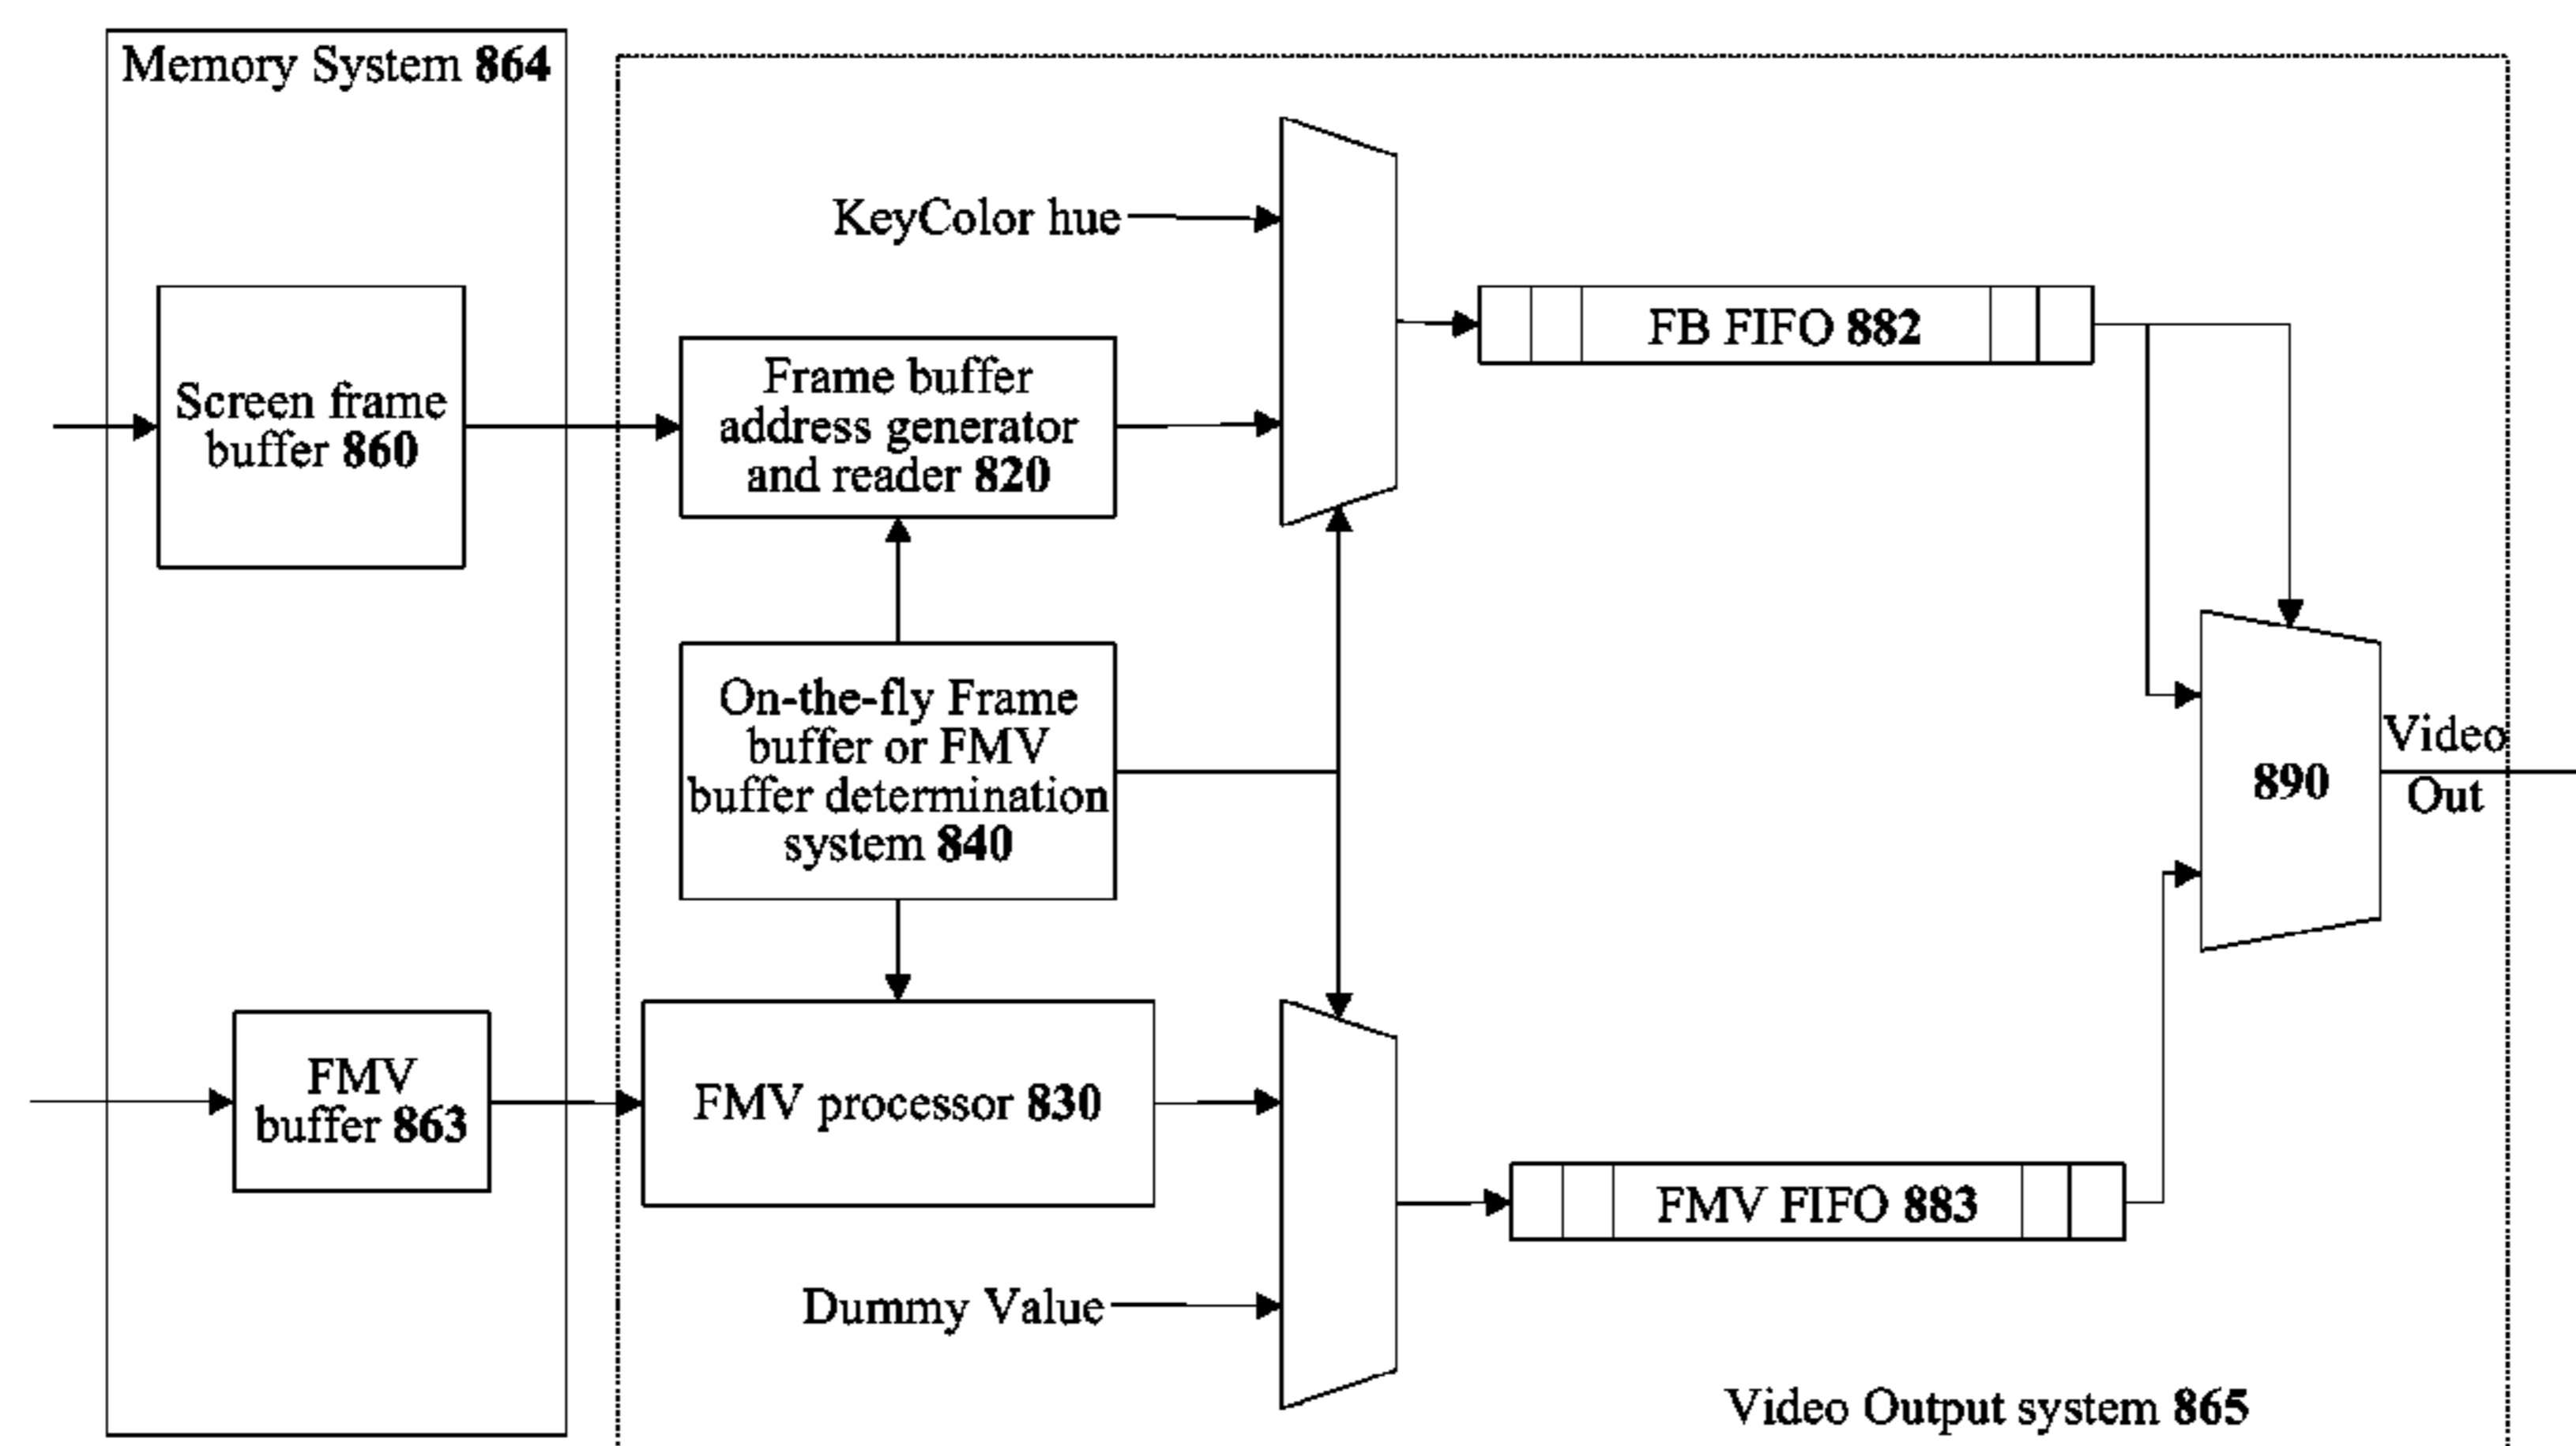 Memory System 864
KeyColor hue
FB FIFO 882
Screen frame
buffer 860
Frame buffer
address generator
and reader 820
On-the-fly Frame
buffer or FMV
buffer determination
system 840
Video
Out
890
FMV
buffer 863
FMV processor 830
FMV FIFO 883
Dummy Value
Video Output system 865